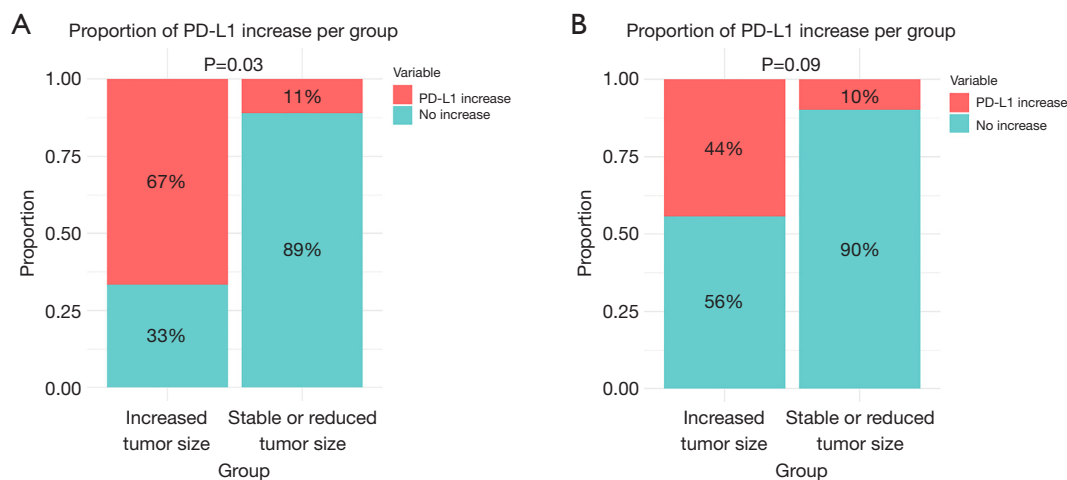 A
Proportion of PD-L1 increase per group
P=0.03
Variable
PD-L1 increase
No increase
1.00
0.75
0.50
0.25
0.00
Proportion
67%
33%
11%
89%
Increased
tumor size
Stable or reduced
tumor size
Group
B
Proportion of PD-L1 increase per group
P=0.09
Variable
PD-L1 increase
No increase
1.00
0.75
0.50
0.25
0.00
Proportion
44%
56%
10%
90%
Increased
tumor size
Stable or reduced
tumor size
Group